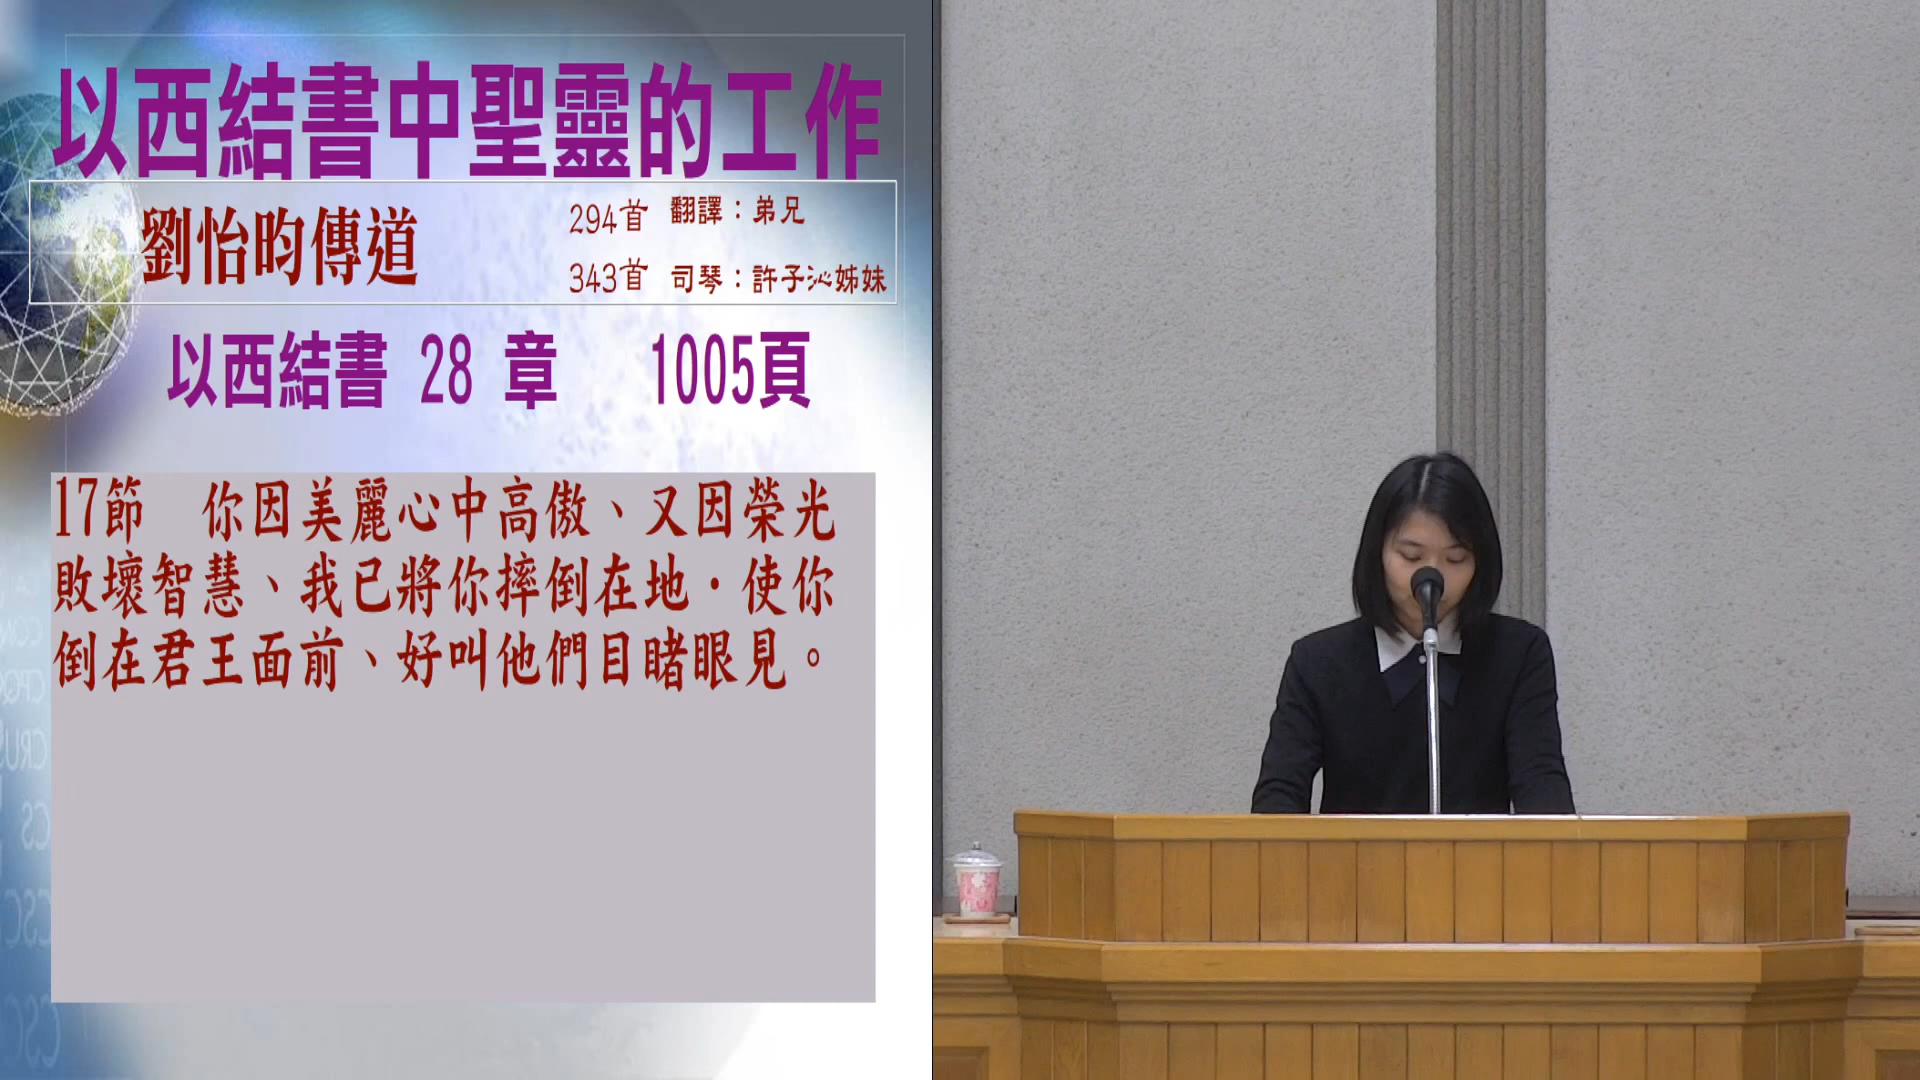 以西結書中聖靈的工作
劉怡昀傳道
294首 翻譯：弟兄
343首 司琴：許子沁姊妹
以西結書 28 章 1005頁
17節 你因美麗心中高傲、又因榮光
敗壞智慧、我已將你摔倒在地．使你
倒在君王面前、好叫他們目睹眼見。